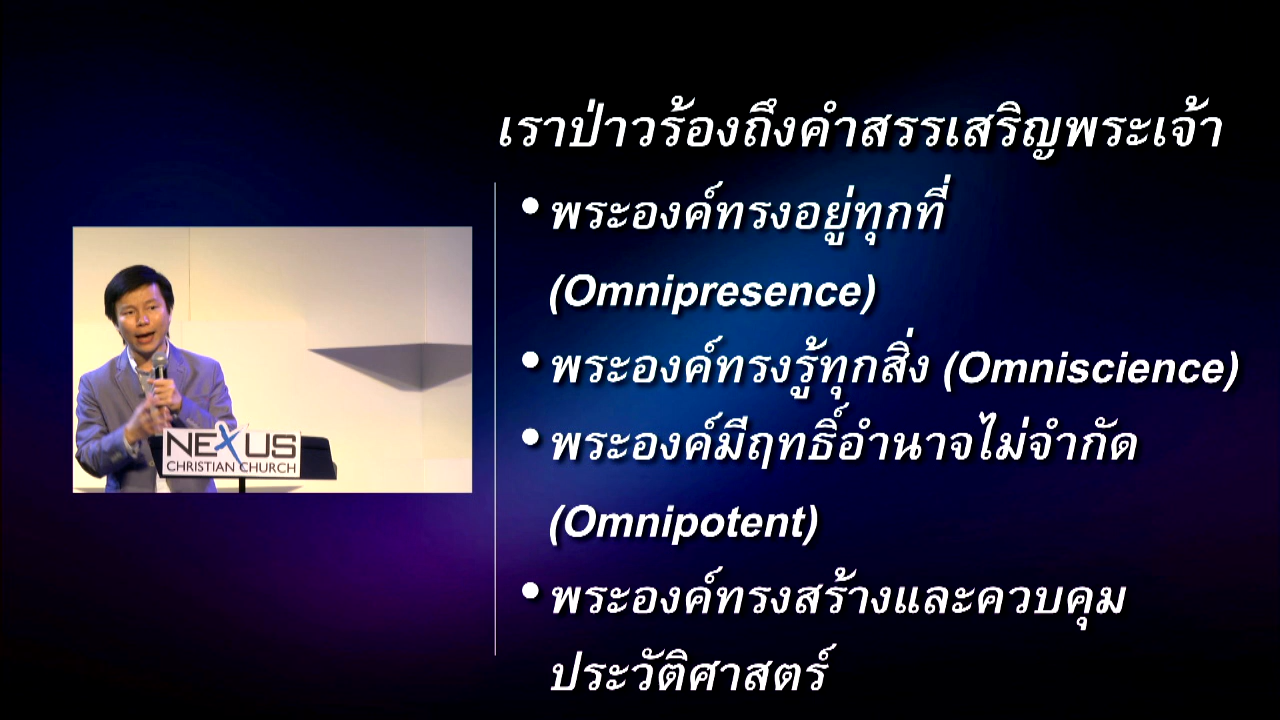 เราป่าวร้องถึงคำสรรเสริญพระเจ้า
• พระองค์ทรงอยู่ทุกที่
(Omnipresence)
• พระองค์ทรงรู้ทุกสิ่ง (Omniscience)
• พระองค์มีฤทธิ์อำนาจไม่จำกัด
(Omnipotent)
• พระองค์ทรงสร้างและควบคุม
ประวัติศาสตร์
NEXUS
CHRISTIAN CHURCH